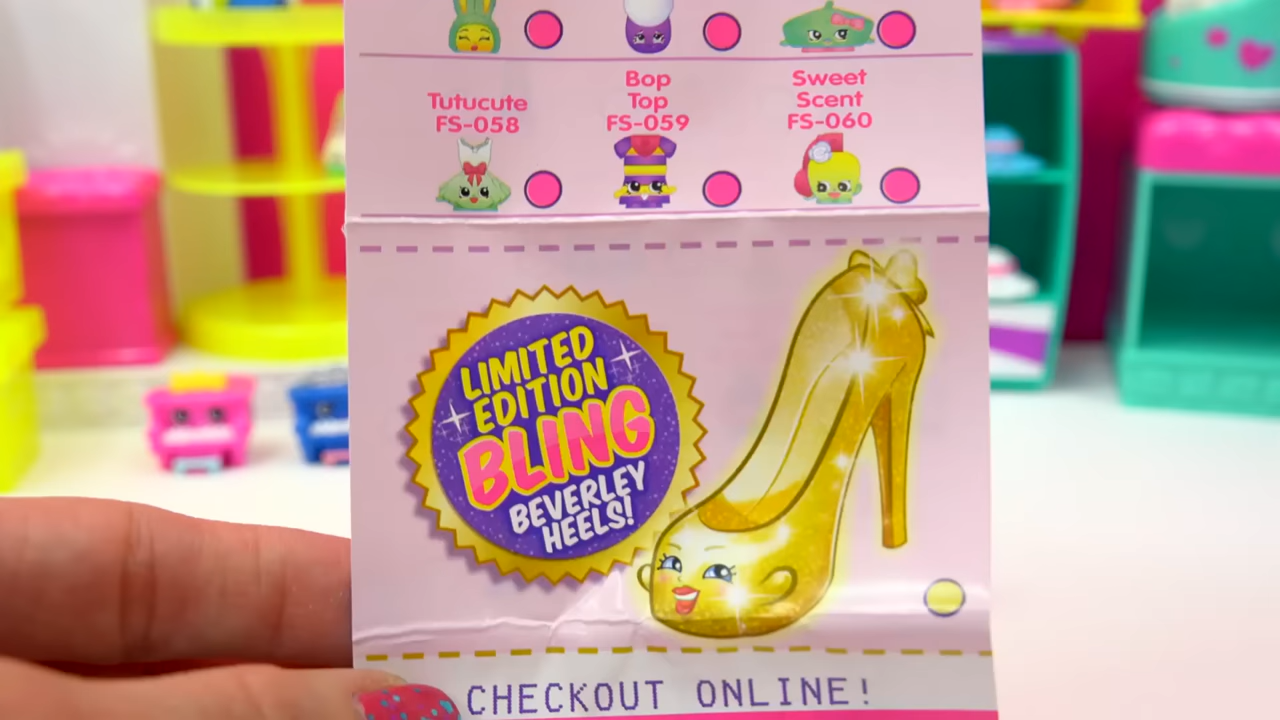 Tutucute
FS-058
Bop
Top
FS-059
Sweet
Scent
FS-060
LIMITED
EDITION
BLING
BEVERLEY
HEELS!
CHECKOUT ONLINE!